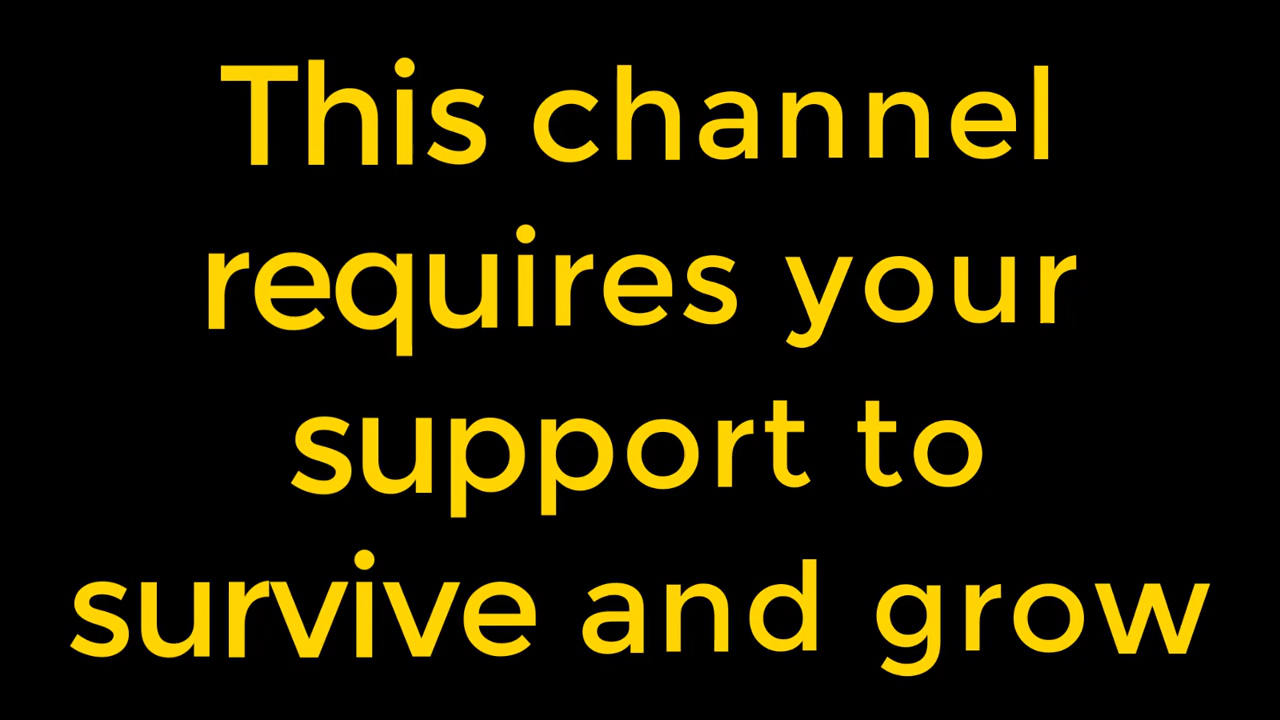 This channel
requires your
support to
survive and grow